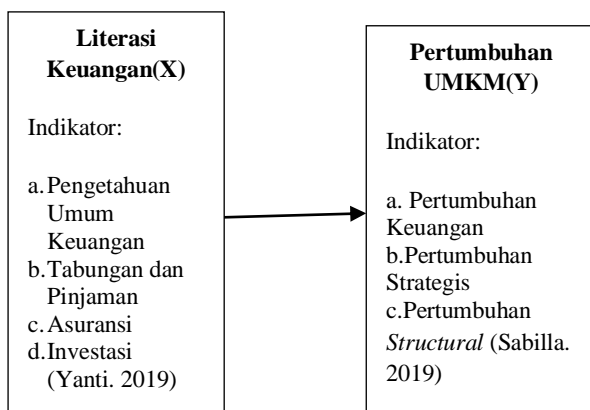 Literasi
Keuangan(X)
Indikator:
a.Pengetahuan
Umum
Keuangan
b.Tabungan dan
Pinjaman
c.Asuransi
d.Investasi
(Yanti. 2019)
Pertumbuhan
UMKM(Y)
Indikator:
a. Pertumbuhan
Keuangan
b.Pertumbuhan
Strategis
c.Pertumbuhan
Structural (Sabilla.
2019)